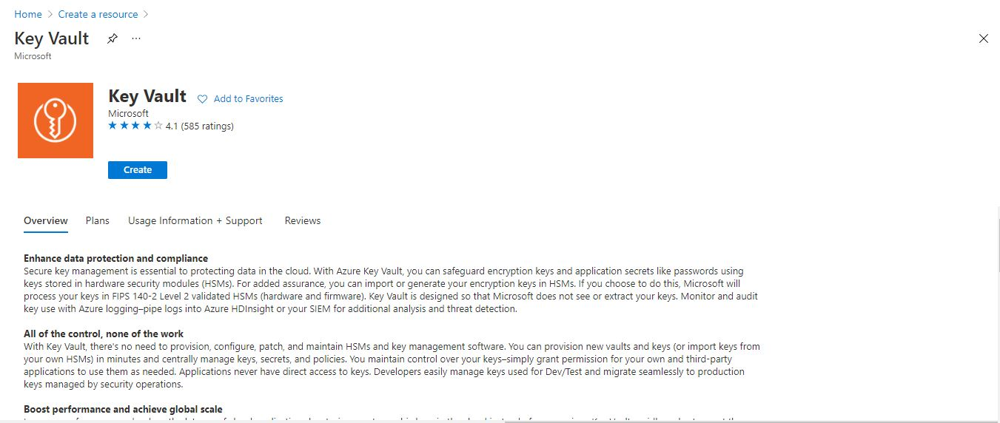 Home > Create a resource >
Key Vault ...
Microsoft
Key Vault Add to Favorites
Microsoft
4.1 (585 ratings)
Create
Overview Plans Usage Information + Support Reviews
Enhance data protection and compliance
Secure key management is essential to protecting data in the cloud. With Azure Key Vault, you can safeguard encryption keys and application secrets like passwords using
keys stored in hardware security modules (HSMs). For added assurance, you can import or generate your encryption keys in HSMs. If you choose to do this, Microsoft will
process your keys in FIPS 140-2 Level 2 validated HSMs (hardware and firmware). Key Vault is designed so that Microsoft does not see or extract your keys. Monitor and audit
key use with Azure logging–pipe logs into Azure HDInsight or your SIEM for additional analysis and threat detection.
All of the control, none of the work
With Key Vault, there's no need to provision, configure, patch, and maintain HSMs and key management software. You can provision new vaults and keys (or import keys from
your own HSMs) in minutes and centrally manage keys, secrets, and policies. You maintain control over your keys–simply grant permission for your own and third-party
applications to use them as needed. Applications never have direct access to keys. Developers easily manage keys used for Dev/Test and migrate seamlessly to production
keys managed by security operations.
Boost performance and achieve global scale